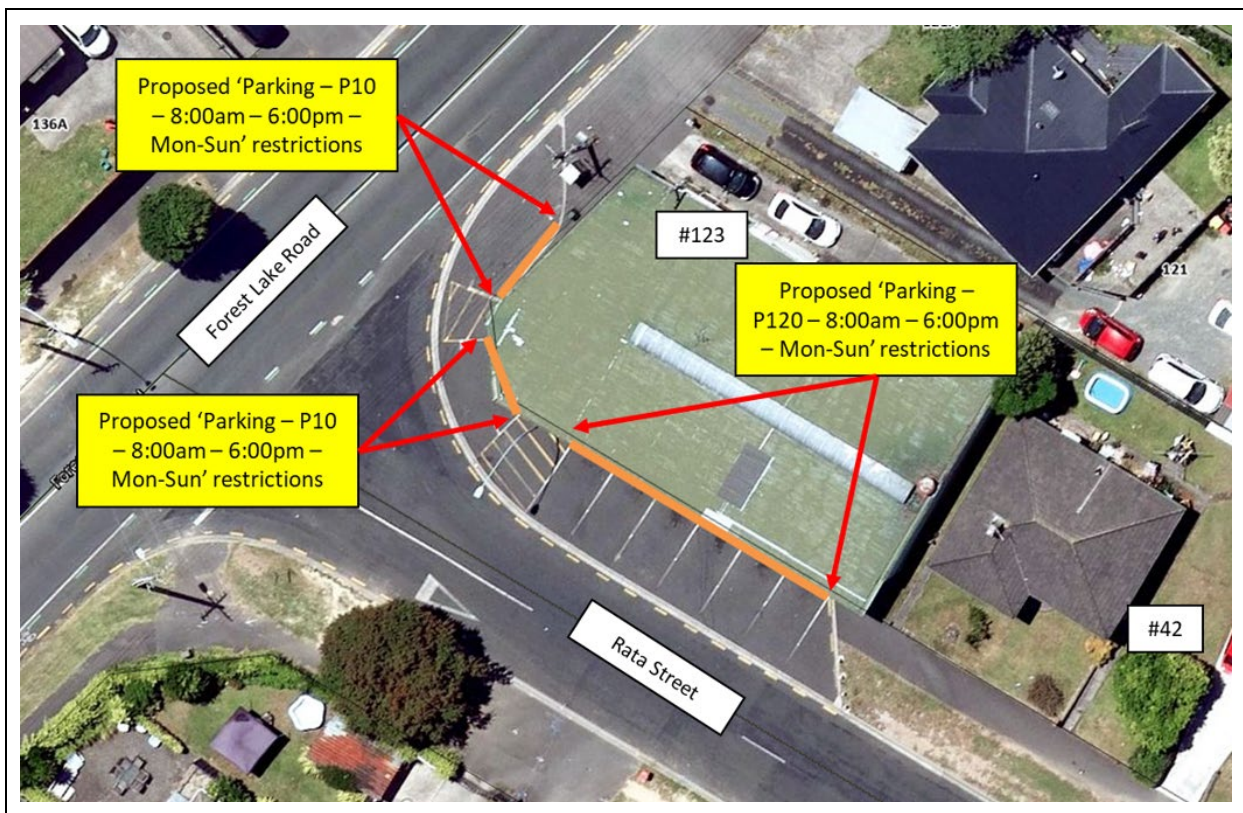 Proposed 'Parking – P10
– 8:00am – 6:00pm –
Mon-Sun' restrictions
136A
Forest Lake Road
#123
121
Proposed 'Parking –
P120 – 8:00am – 6:00pm
– Mon-Sun' restrictions
Proposed 'Parking – P10
– 8:00am – 6:00pm –
Mon-Sun' restrictions
Rata Street
#42